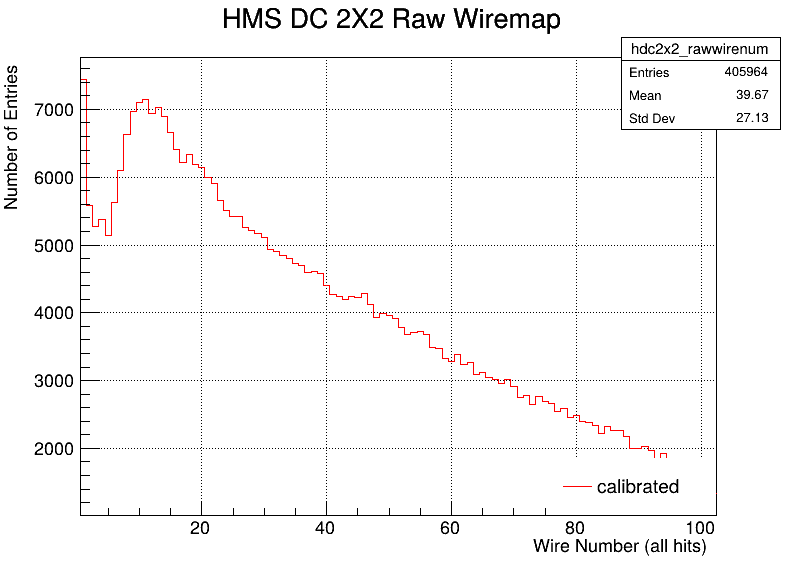 HMS DC 2X2 Raw Wiremap
hdc2x2_rawwirenum
Entries 405964
Mean 39.67
Std Dev 27.13
Number of Entries
7000
6000
5000
4000
3000
2000
calibrated
20 40 60 80 100
Wire Number (all hits)